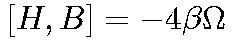 [H, B] = −4βΩ